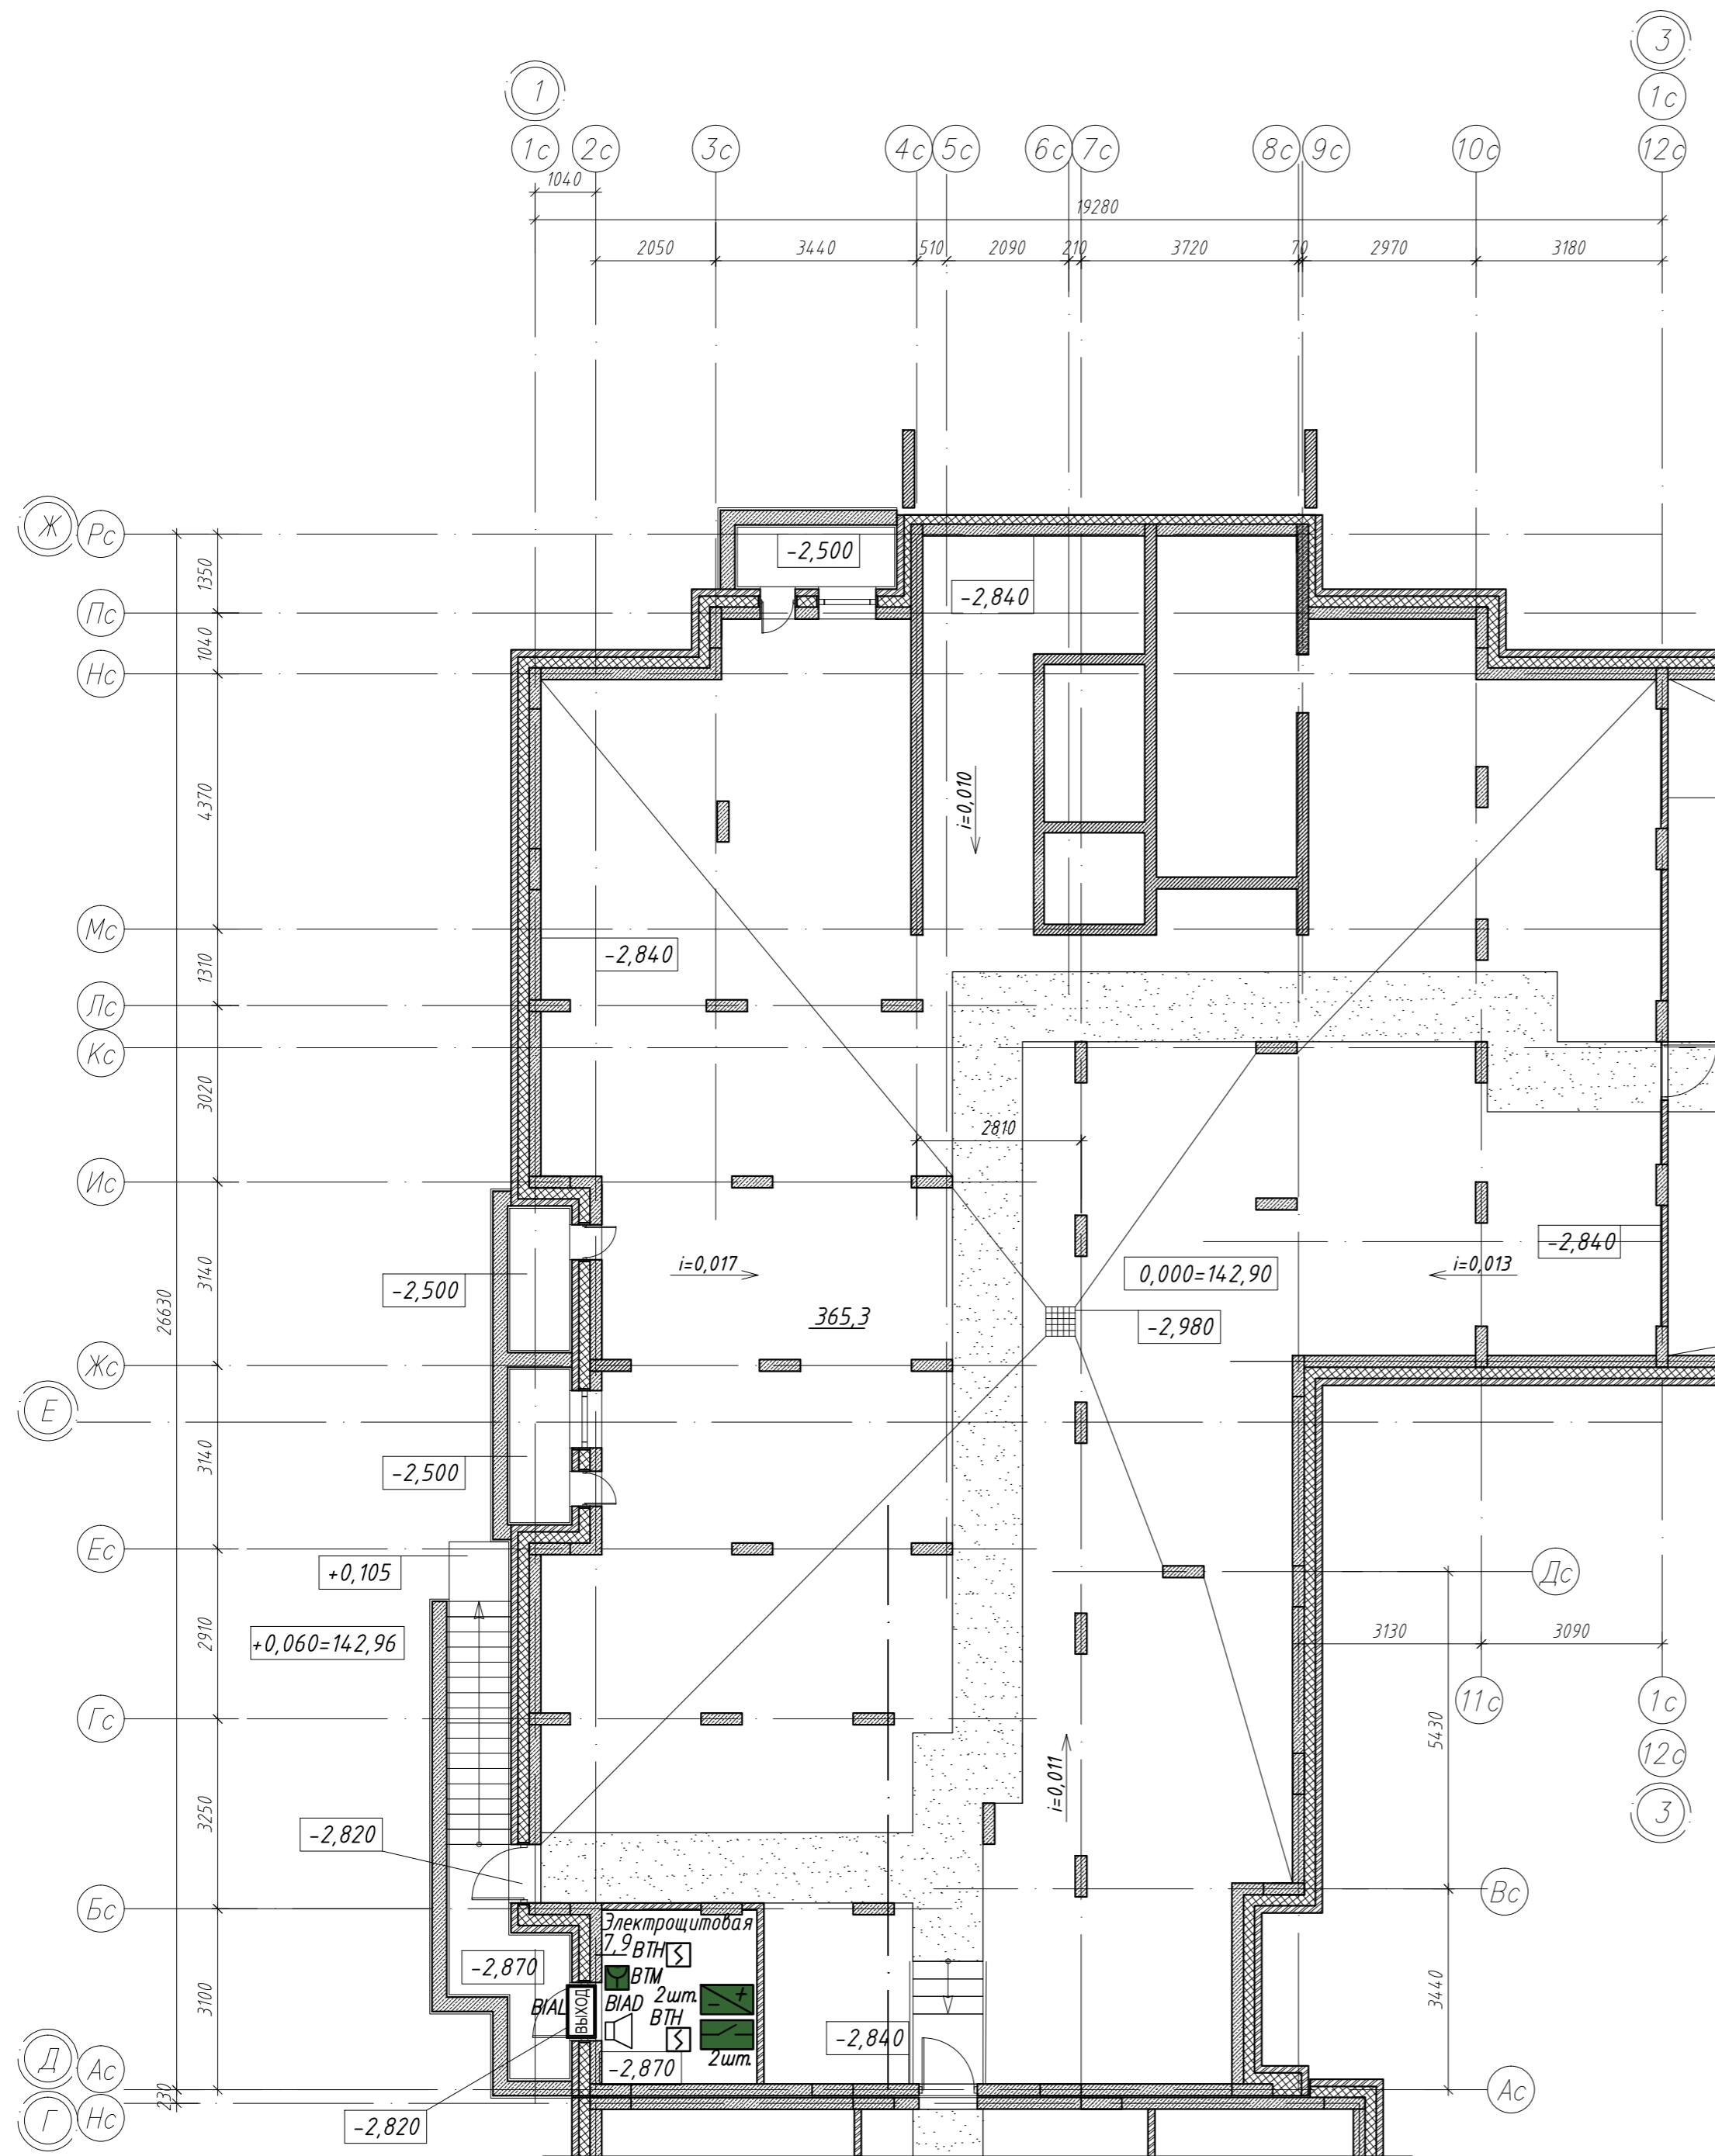 3
1
1с
1с 2с 3с 4с 5с 6с 7с 8с 9с 10с 12с
1040
19280
2050 3440 510 2090 210 3720 70 2970 3180
Ж Рс
-2,500
1350
-2,840
Пс
1040
Нс
4370
i=0,010
Мс
-2,840
1310
Лс
Кс
3020
2810
Ис
-2,840
3140
i=0,017
0,000=142,90
i=0,013
-2,500
26630
365,3
-2,980
Жс
Е
3140
-2,500
Ес
+0,105
Дс
2910
+0,060=142,96
3130 3090
Гс
11с 1с
5430
12с
i=0,011
3
3250
-2,820
Бс
Вс
Электрощитовая
7,9 ВТН
-2,870
ВТМ
3100
2шт.
3440
BIAL
ВЫХОД
BIAD
ВТН
-2,840
2шт.
-2,870
Д Ас
Ас
230
Г Нс
-2,820